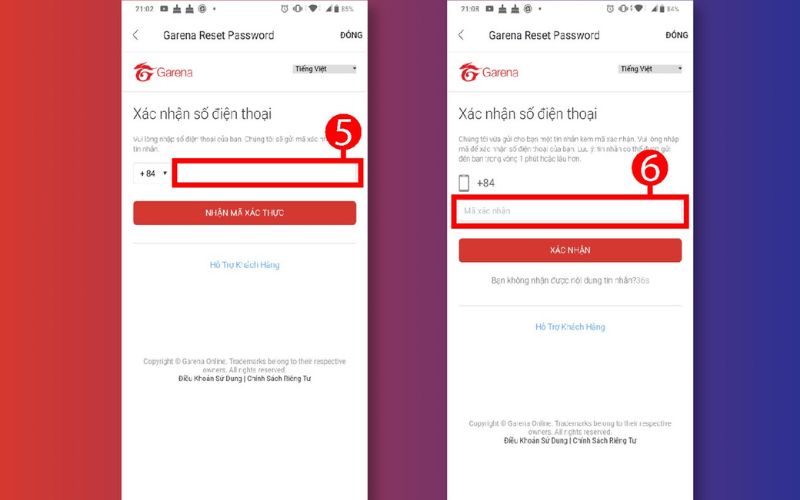 21:02
85%
Garena Reset Password
ĐÓNG
Garena
Tiếng Việt
Xác nhận số điện thoại
Vui lòng nhập số điện thoại của bạn. Chúng tôi sẽ gửi mã xác nh
tin nhắn.
5
+ 84
NHẬN MÃ XÁC THỰC
Hỗ Trợ Khách Hàng
Copyright © Garena Online. Trademarks belong to their respective
owners. All rights reserved.
Điều Khoản Sử Dụng | Chính Sách Riêng Tư
21:08
84%
Garena Reset Password
ĐÓNG
Garena
Tiếng Việt
Xác nhận số điện thoại
Chúng tôi vừa gửi cho bạn một tin nhắn kèm mã xác nhận. Vui lòng nhập
mã để xác nhận số điện thoại của bạn. Lưu ý tin nhắn có thể được gửi
đến bạn trong vòng 1 phút hoặc lâu hơn.
6
+84
Mã xác nhận
XÁC NHẬN
Bạn không nhận được nội dung tin nhắn?36s
Hỗ Trợ Khách Hàng
Copyright © Garena Online. Trademarks belong to their respective
owners. All rights reserved.
Điều Khoản Sử Dụng | Chính Sách Riêng Tư